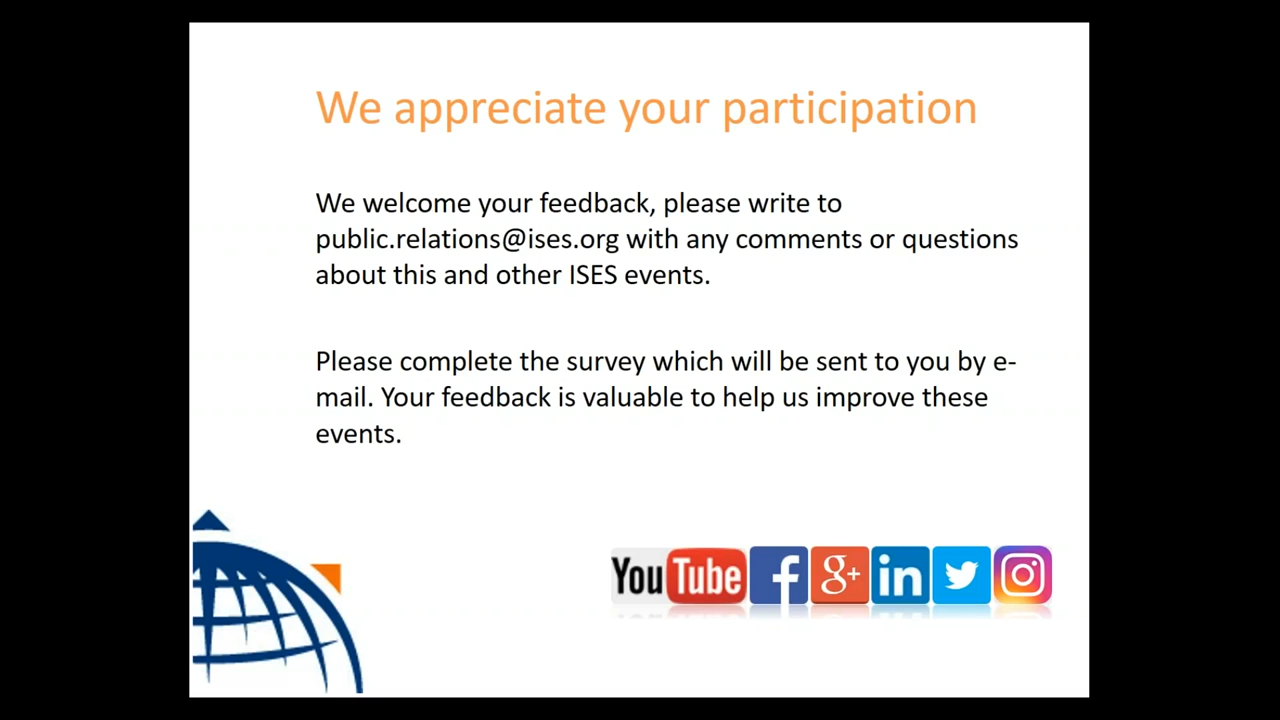 We appreciate your participation
We welcome your feedback, please write to
public.relations@ises.org with any comments or questions
about this and other ISES events.
Please complete the survey which will be sent to you by e-
mail. Your feedback is valuable to help us improve these
events.
YouTube f g+ in